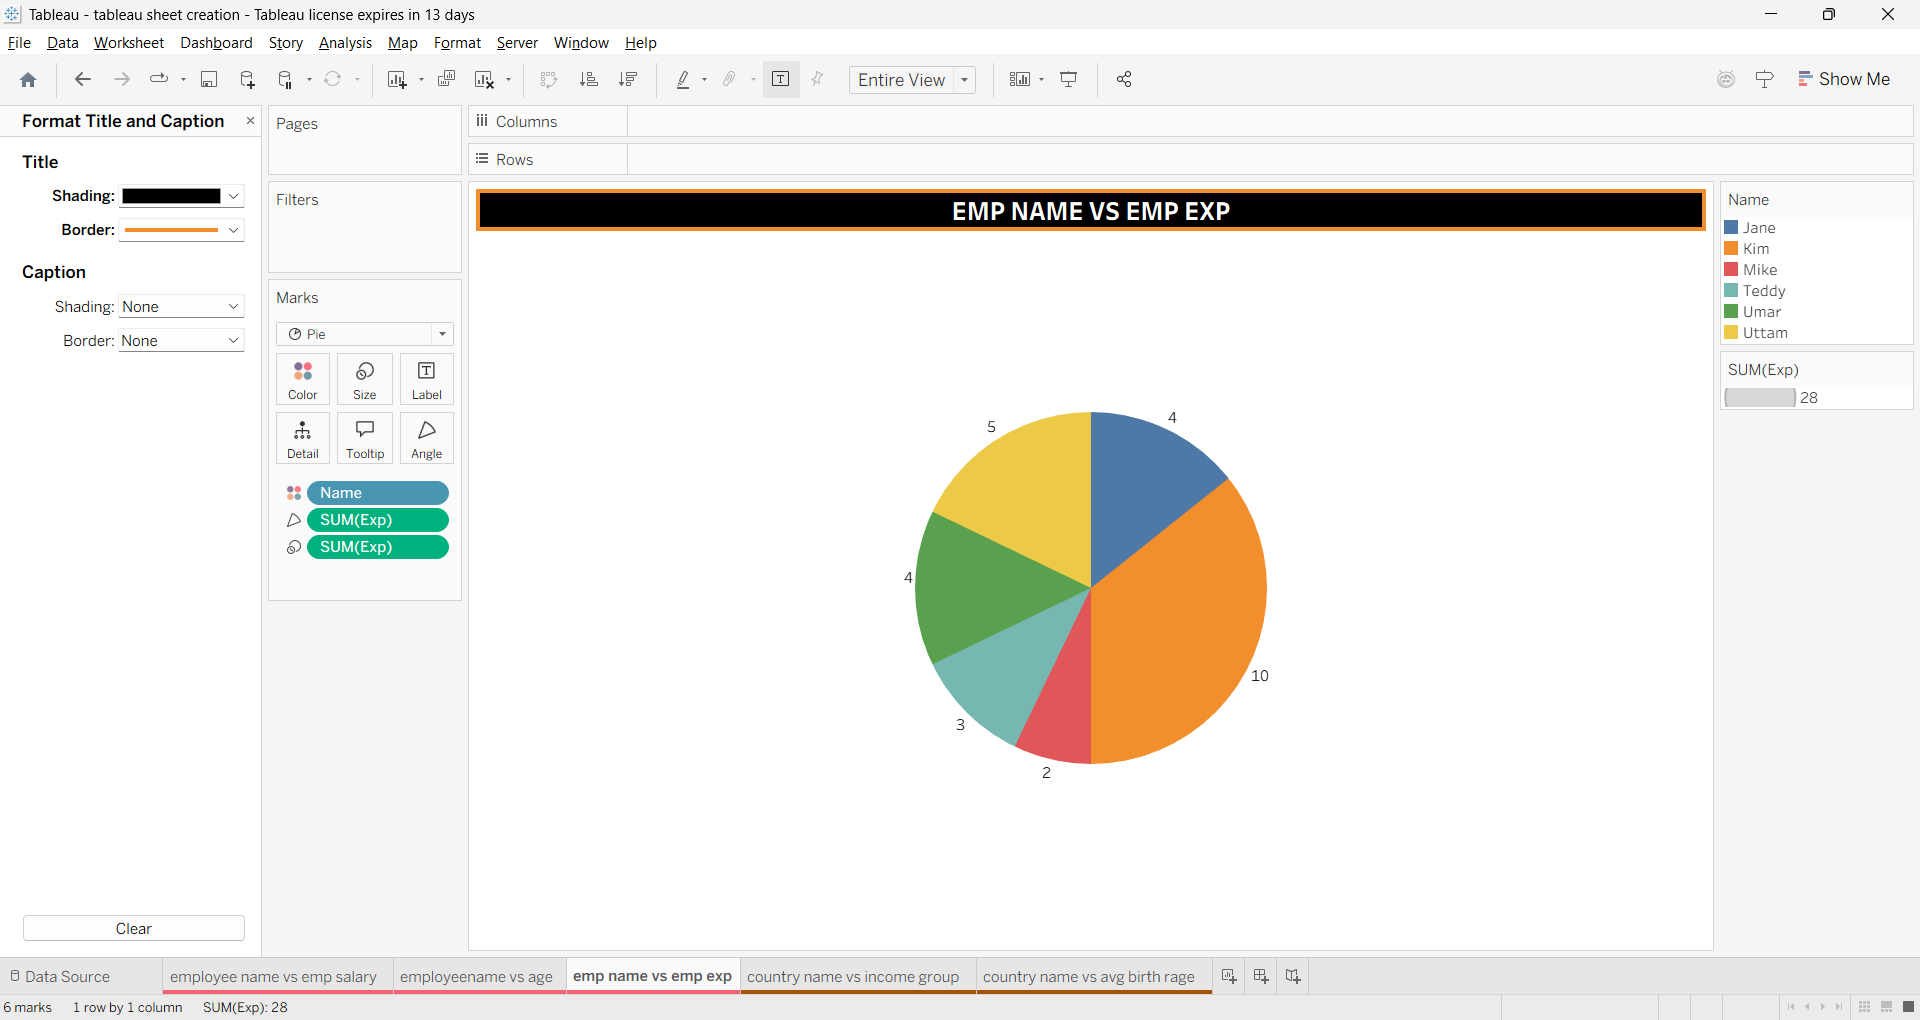 Tableau - tableau sheet creation - Tableau license expires in 13 days
File Data Worksheet Dashboard Story Analysis Map Format Server Window Help
Entire View
Show Me
Format Title and Caption
Title
Shading:
Border:
Caption
Shading: None
Border: None
Clear
Pages
Filters
Marks
Pie
Color Size Label
Detail Tooltip Angle
Name
SUM(Exp)
SUM(Exp)
Columns
Rows
EMP NAME VS EMP EXP
4
10
2
3
4
5
Name
Jane
Kim
Mike
Teddy
Umar
Uttam
SUM(Exp)
28
Data Source employee name vs emp salary employeename vs age emp name vs emp exp country name vs income group country name vs avg birth rage
6 marks 1 row by 1 column SUM(Exp): 28